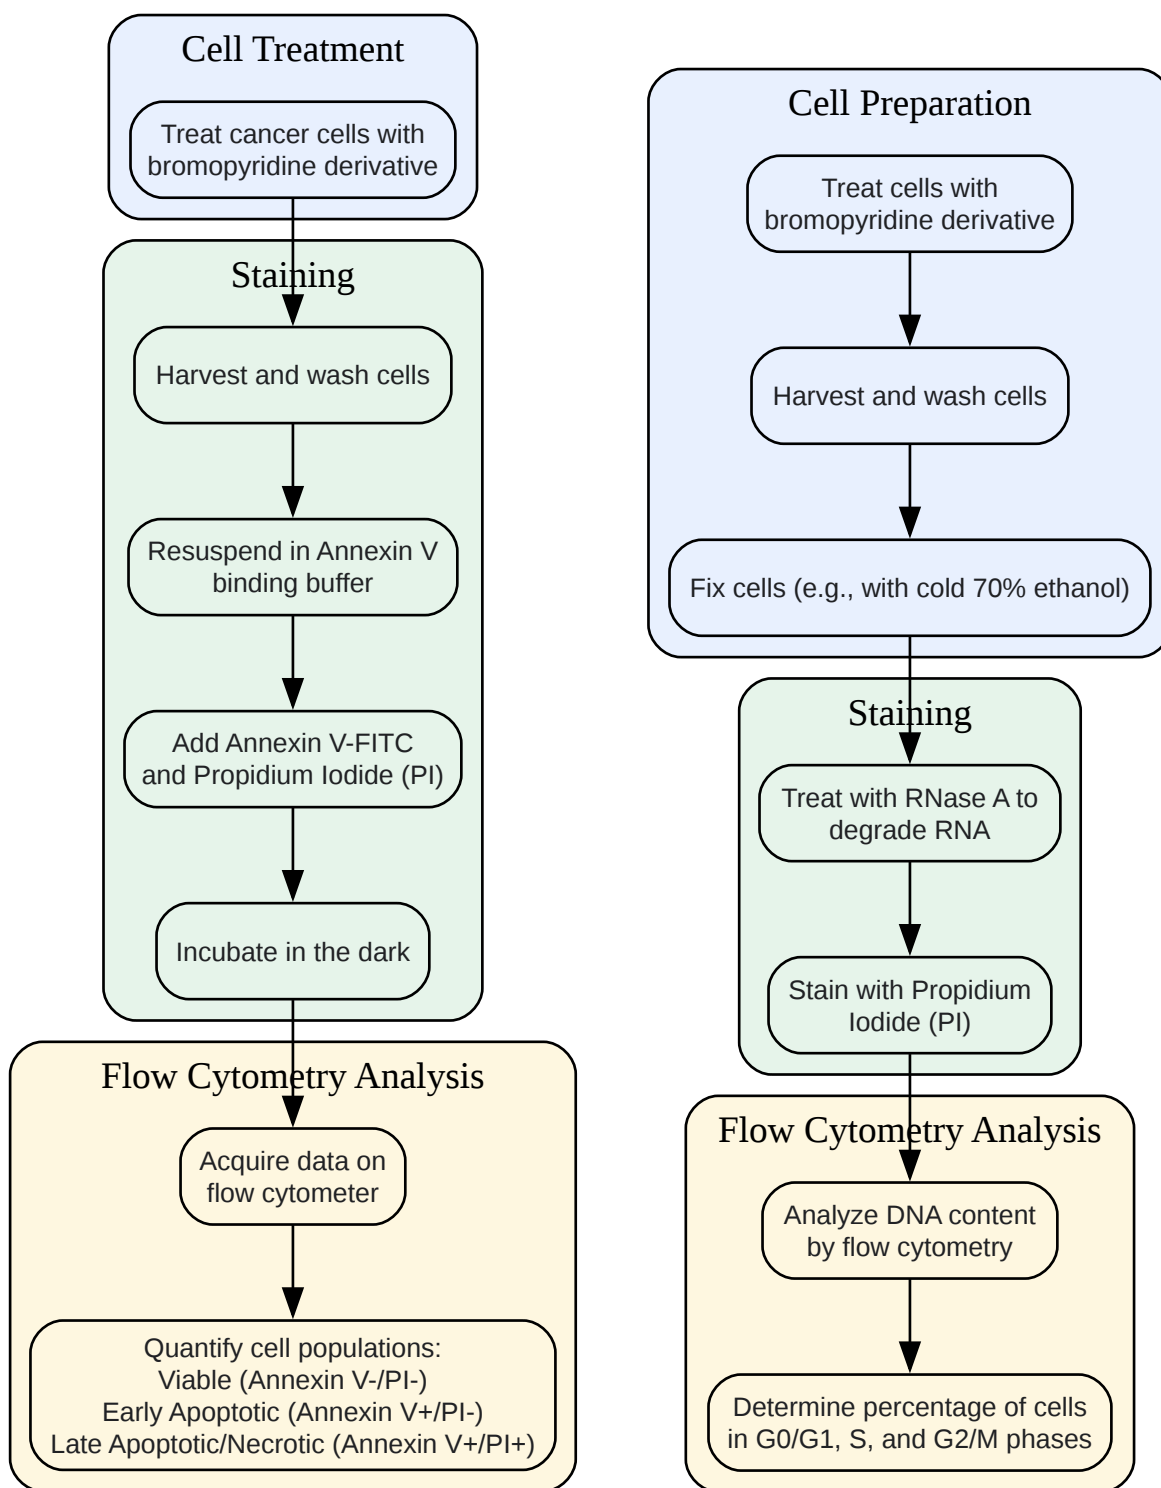 Cell Treatment
Treat cancer cells with
bromopyridine derivative
Staining
Harvest and wash cells
Resuspend in Annexin V
binding buffer
Add Annexin V-FITC
and Propidium Iodide (PI)
Incubate in the dark
Flow Cytometry Analysis
Acquire data on
flow cytometer
Quantify cell populations:
Viable (Annexin V-/PI-)
Early Apoptotic (Annexin V+/PI-)
Late Apoptotic/Necrotic (Annexin V+/PI+)
Cell Preparation
Treat cells with
bromopyridine derivative
Harvest and wash cells
Fix cells (e.g., with cold 70% ethanol)
Staining
Treat with RNase A to
degrade RNA
Stain with Propidium
Iodide (PI)
Flow Cytometry Analysis
Analyze DNA content
by flow cytometry
Determine percentage of cells
in G0/G1, S, and G2/M phases